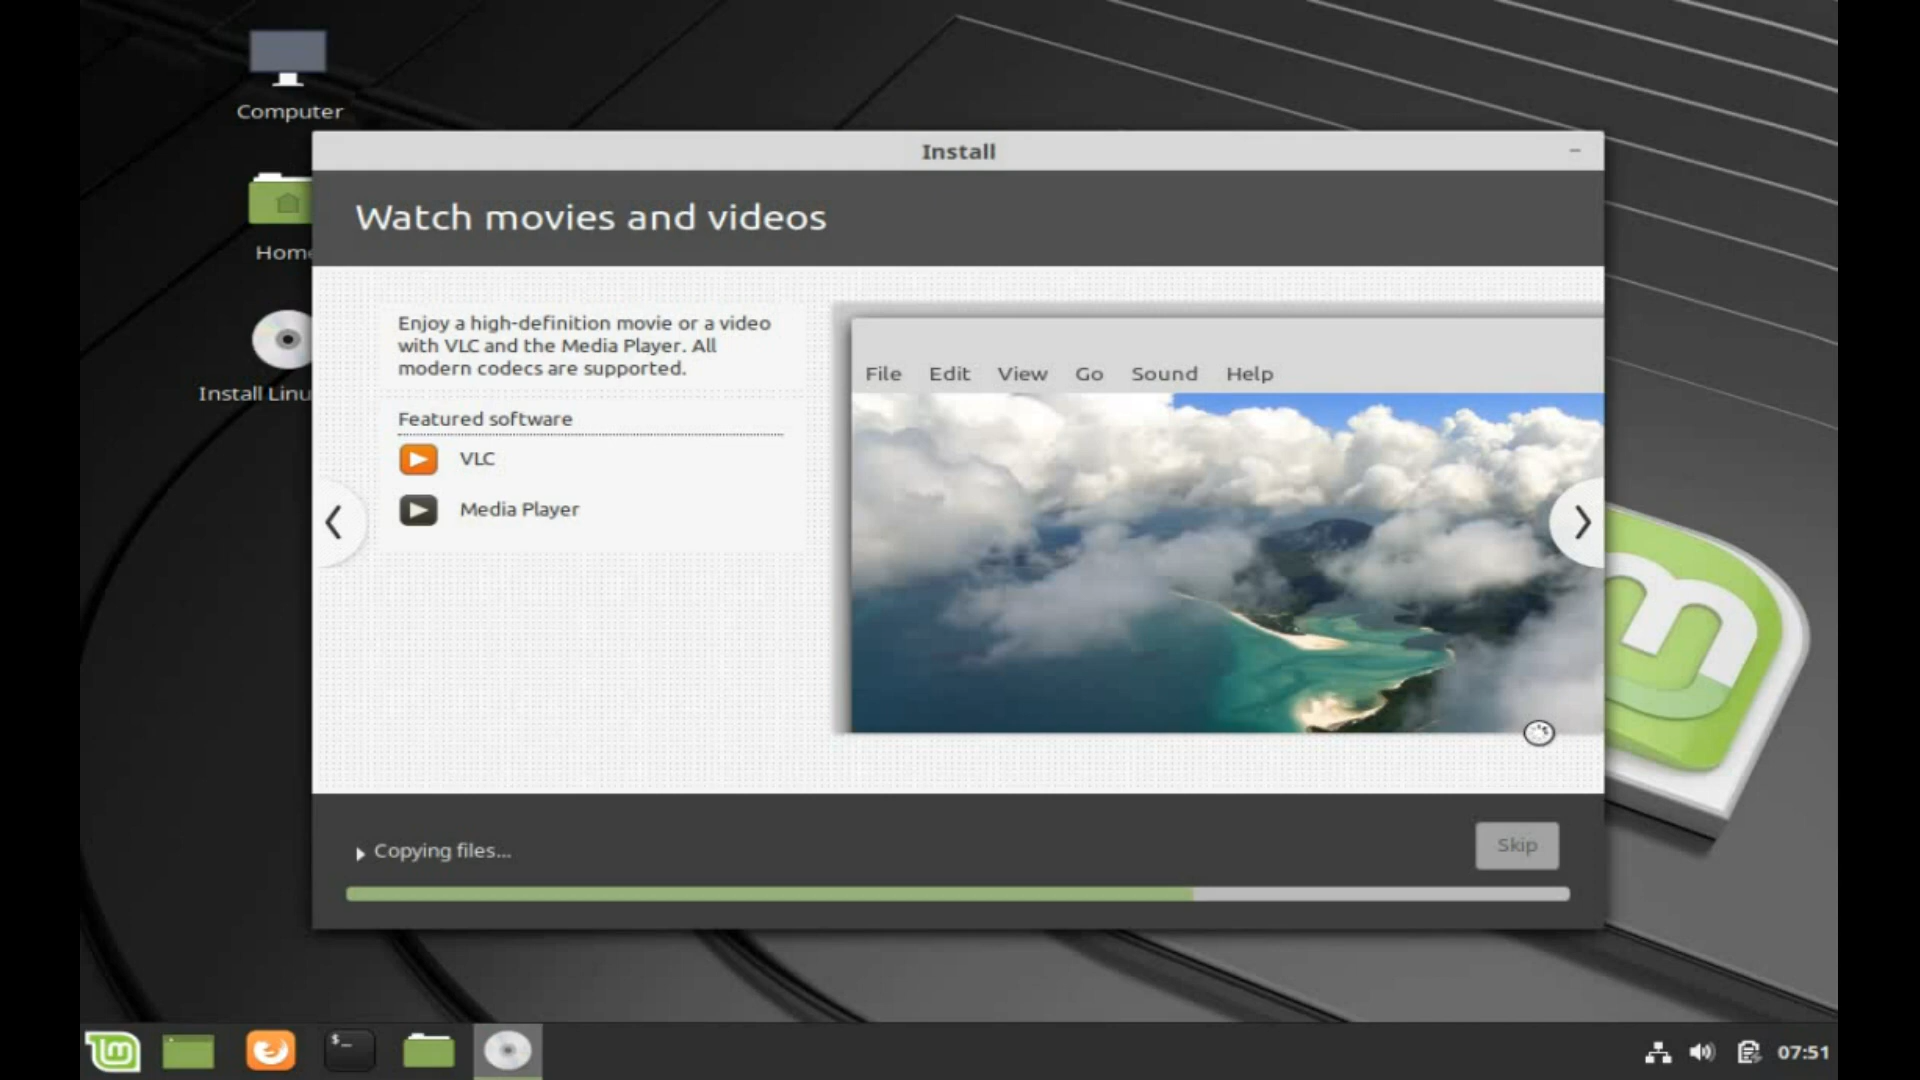 Computer
Install
Watch movies and videos
Home
Enjoy a high-definition movie or a video
with VLC and the Media Player. All
modern codecs are supported.
File Edit View Go Sound Help
Install Linu
Featured software
VLC
Media Player
Copying files...
Skip
$_
07:51